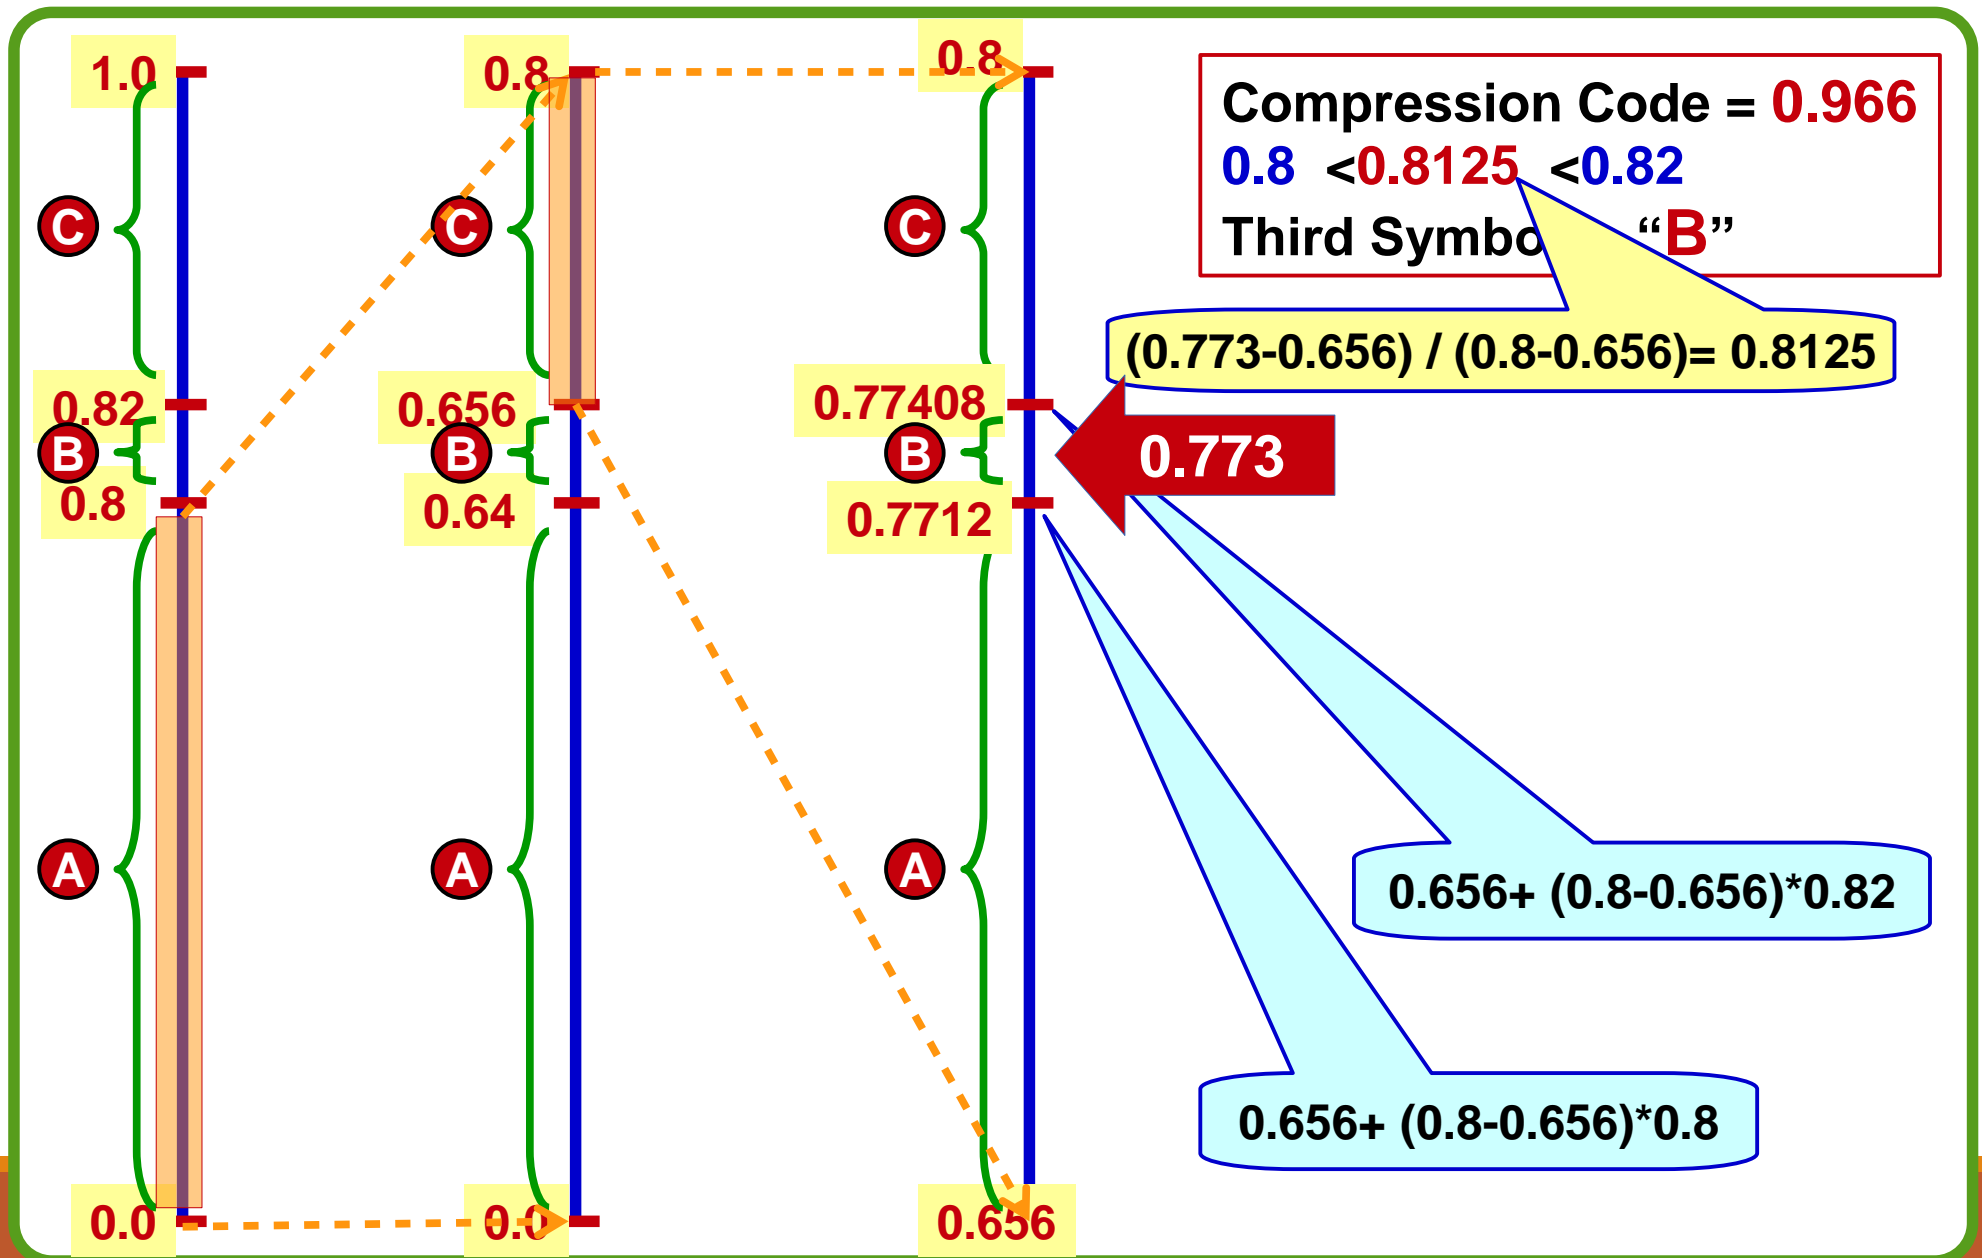 1.0
C
0.82
B
0.8
A
0.0
0.8
C
0.656
B
0.64
A
0.0
0.8
C
0.77408
B
0.7712
A
0.656
Compression Code = 0.966
0.8 <0.8125 <0.82
Third Symbo “B”
(0.773-0.656) / (0.8-0.656)= 0.8125
0.773
0.656+ (0.8-0.656)*0.82
0.656+ (0.8-0.656)*0.8